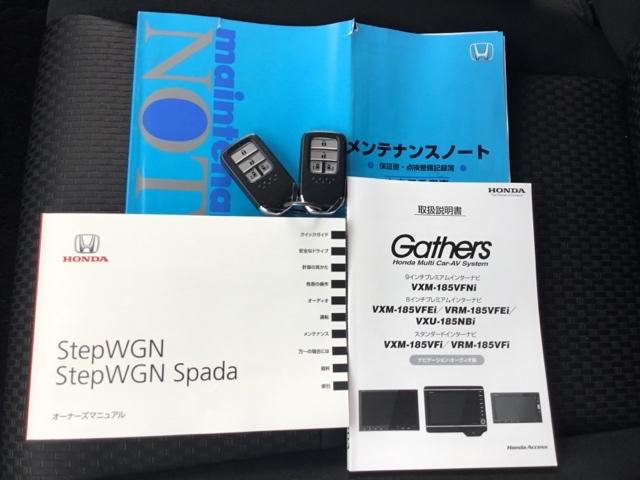 maintena
NOT
メンテナンスノート
保証書・点検整備記録簿
HONDA
取扱説明書
Gathers
Honda Multi Car-AV System
9インチプレミアムインターナビ
VXM-185VFNi
8インチプレミアムインターナビ
VXM-185VFEi/VRM-185VFEi/
VXU-185NBi
スタンダードインターナビ
VXM-185VFi/VRM-185VFi
ナビゲーション・オーディオ編
Honda Access
HONDA
StepWGN
StepWGN Spada
オーナーズマニュアル
クイックガイド
安全なドライブ
計器の見かた
各部の操作
オーディオ
運転
メンテナンス
万一の場合には
資料
索引